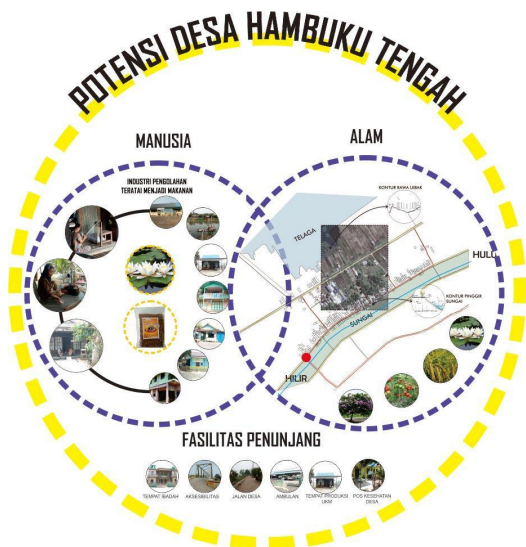 POTENSI DESA HAMBUKU TENGAH
MANUSIA
ALAM
INDUSTRI PENGOLAHAN
TERATAI MENJADI MAKANAN
KONTUR RAWA LEBAK
TELAGA
HULU
KONTUR PINGGIR
SUNGAI
SUNGAI
HILIR
FASILITAS PENUNJANG
TEMPAT IBADAH
AKSESIBILITAS
JALAN DESA
AMBULAN
TEMPAT PRODUKSI
UKM
POS KESEHATAN
DESA